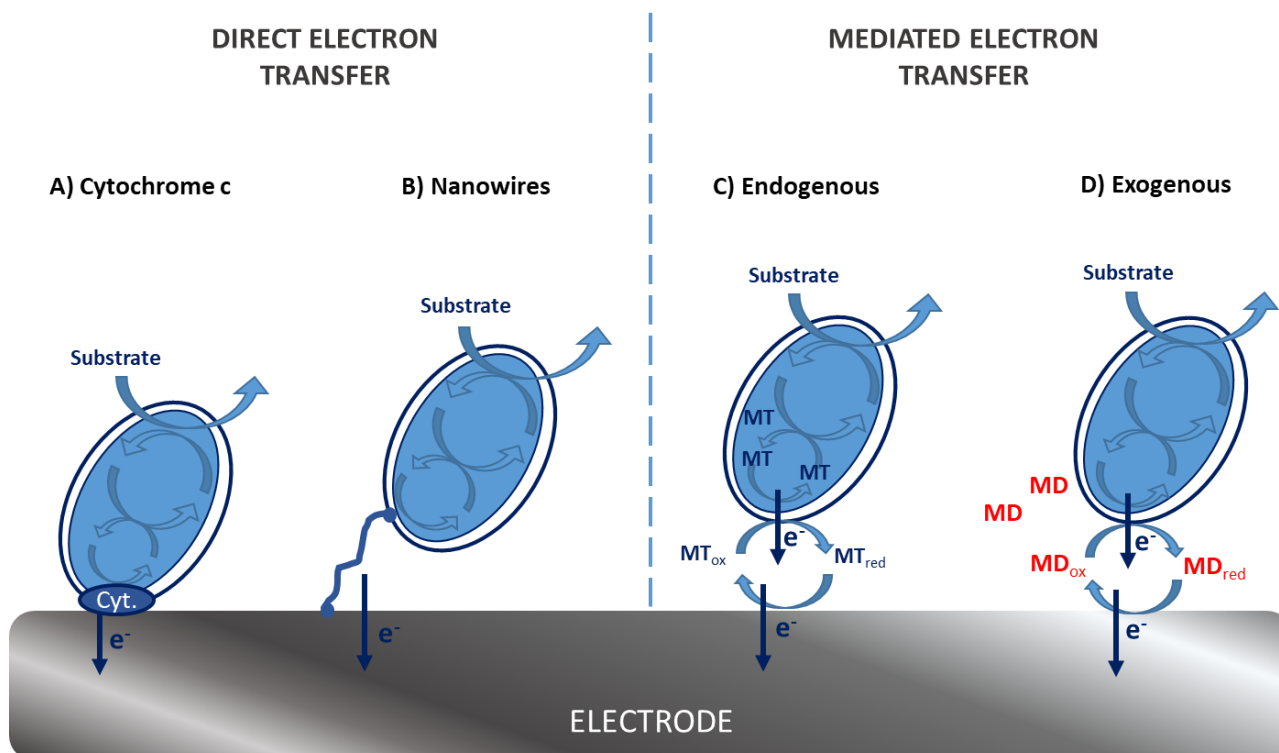 DIRECT ELECTRON
TRANSFER
MEDIATED ELECTRON
TRANSFER
A) Cytochrome c
B) Nanowires
C) Endogenous
D) Exogenous
Substrate
Cyt.
e-
Substrate
e-
Substrate
MT
MT
MT
e-
MTox
MTred
e-
Substrate
MD
MD
e-
MDox
MDred
e-
ELECTRODE